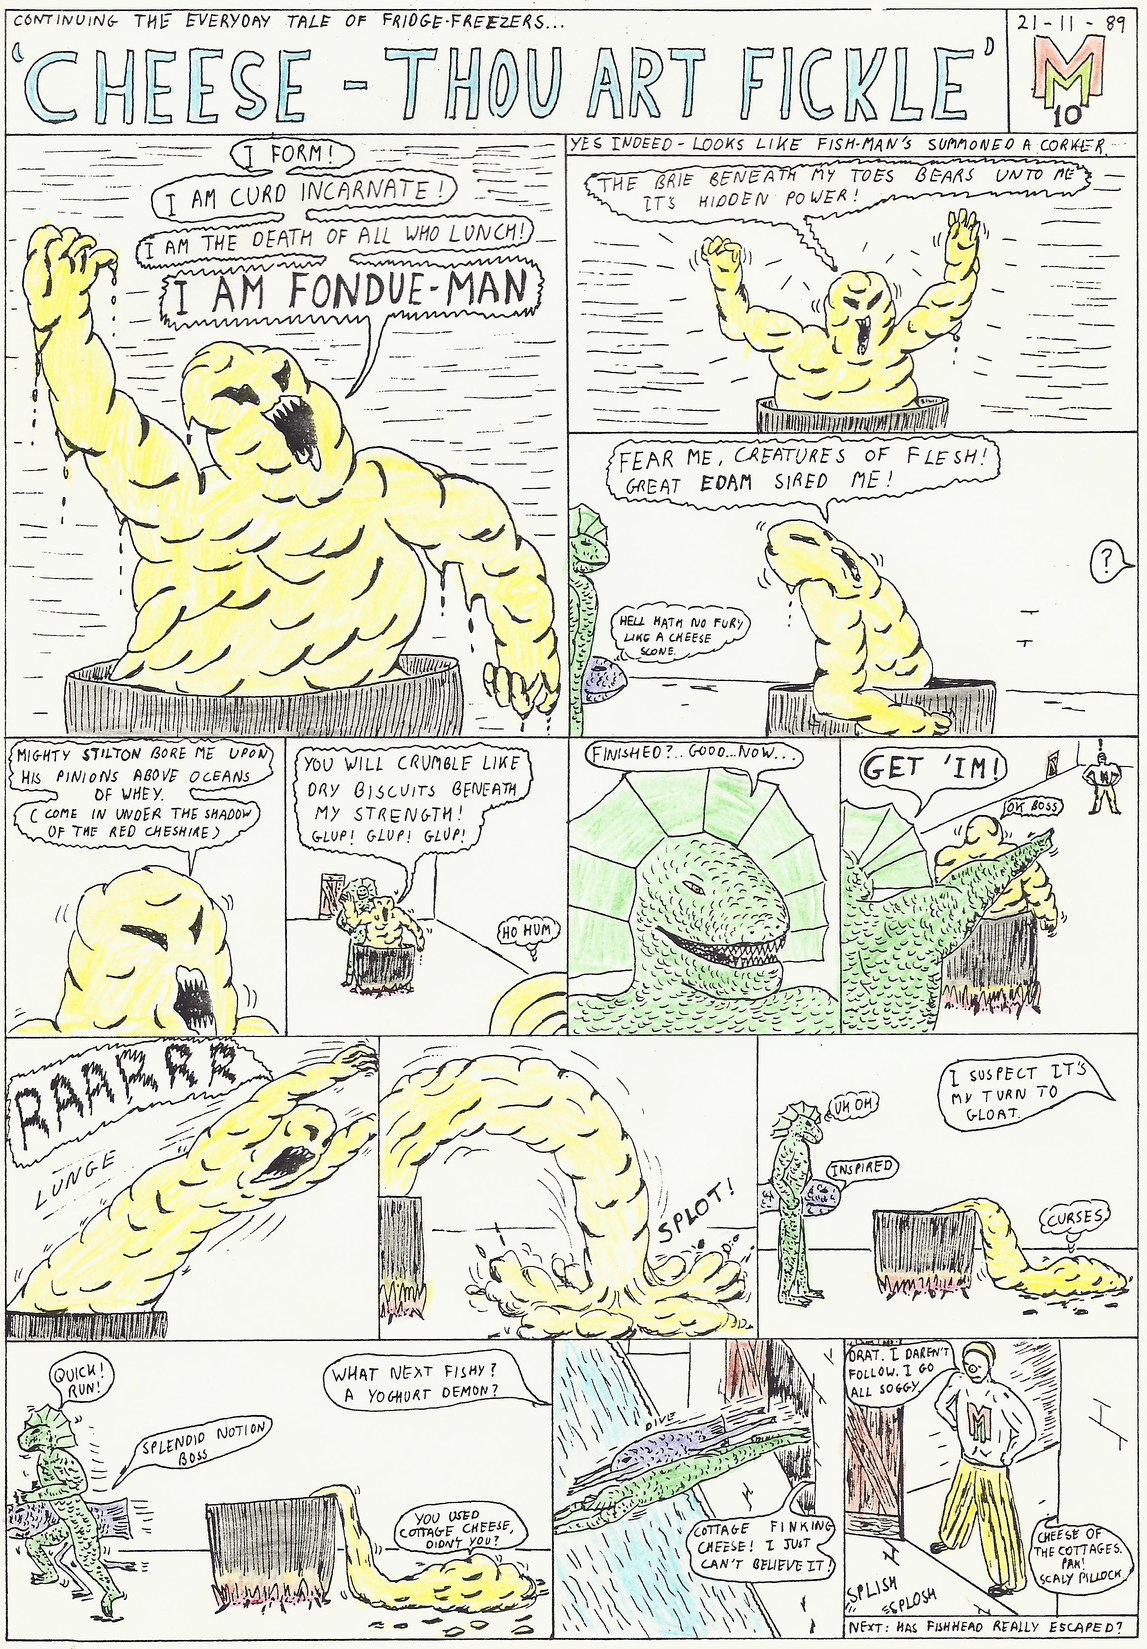 CONTINUING THE EVERYDAY TALE OF FRIDGE-FREEZERS...
'CHEESE - THOU ART FICKLE'
21-11-89
MM
10
I FORM!
I AM CURD INCARNATE!
I AM THE DEATH OF ALL WHO LUNCH!
I AM FONDUE-MAN
YES INDEED - LOOKS LIKE FISH-MAN'S SUMMONED A CORKER...
THE BRIE BENEATH MY TOES BEARS UNTO ME
IT'S HIDDEN POWER!
FEAR ME, CREATURES OF FLESH!
GREAT EDAM SIRED ME!
?
HELL HATH NO FURY
LIKE A CHEESE
SCONE.
MIGHTY STILTON BORE ME UPON
HIS PINIONS ABOVE OCEANS
OF WHEY.
(COME IN UNDER THE SHADOW
OF THE RED CHESHIRE)
YOU WILL CRUMBLE LIKE
DRY BISCUITS BENEATH
MY STRENGTH!
GLUP! GLUP! GLUP!
HO HUM
FINISHED?..GOOD...NOW...
GET 'IM!
!
OK BOSS
M
RAARRRR
LUNGE
SPLOT!
UH OH
INSPIRED
I SUSPECT IT'S
MY TURN TO
GLOAT.
CURSES
QUICK!
RUN!
SPLENDID NOTION
BOSS
WHAT NEXT FISHY?
A YOGHURT DEMON?
YOU USED
COTTAGE CHEESE,
DIDN'T YOU?
DIVE
COTTAGE FINKING
CHEESE! I JUST
CAN'T BELIEVE IT!
DRAT. I DAREN'T
FOLLOW. I GO
ALL SOGGY.
M
CHEESE OF
THE COTTAGES.
PAH!
SCALY PILLOCK.
SPLISH
SPLOSH
NEXT: HAS FISHHEAD REALLY ESCAPED?